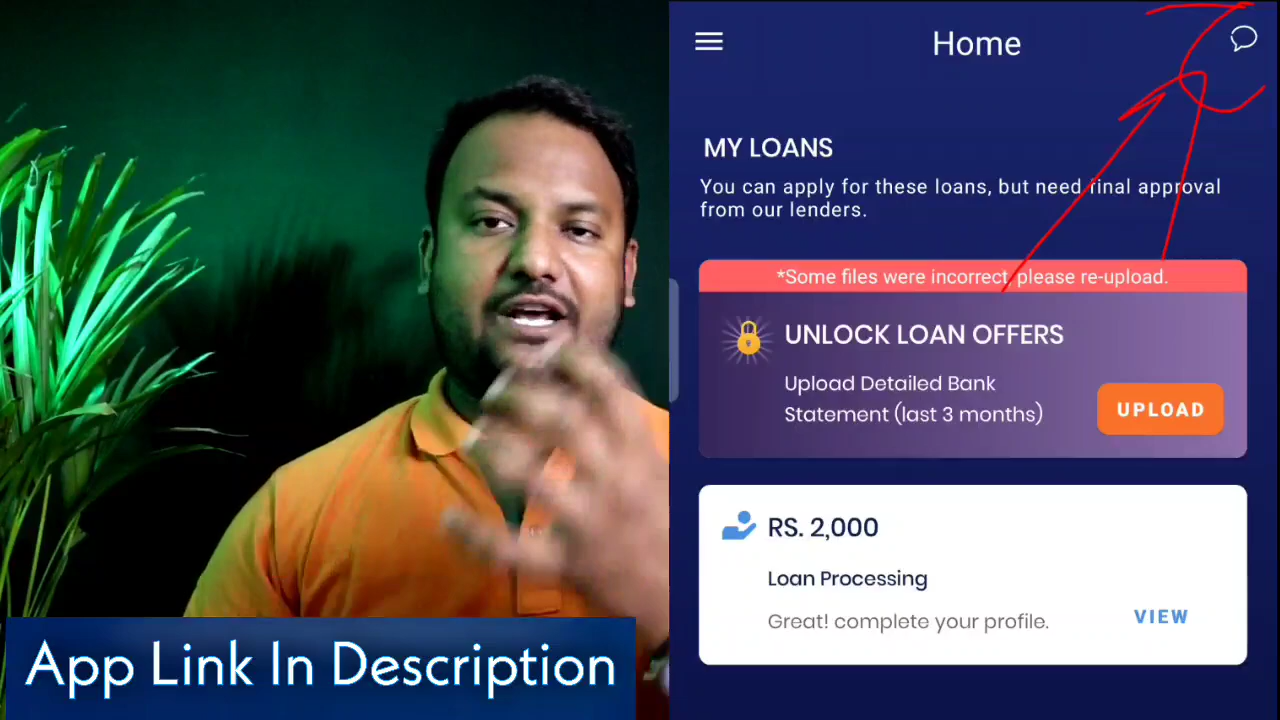 Home
MY LOANS
You can apply for these loans, but need final approval
from our lenders.
*Some files were incorrect, please re-upload.
UNLOCK LOAN OFFERS
Upload Detailed Bank
Statement (last 3 months)
UPLOAD
RS. 2,000
Loan Processing
Great! complete your profile.
VIEW
App Link In Description